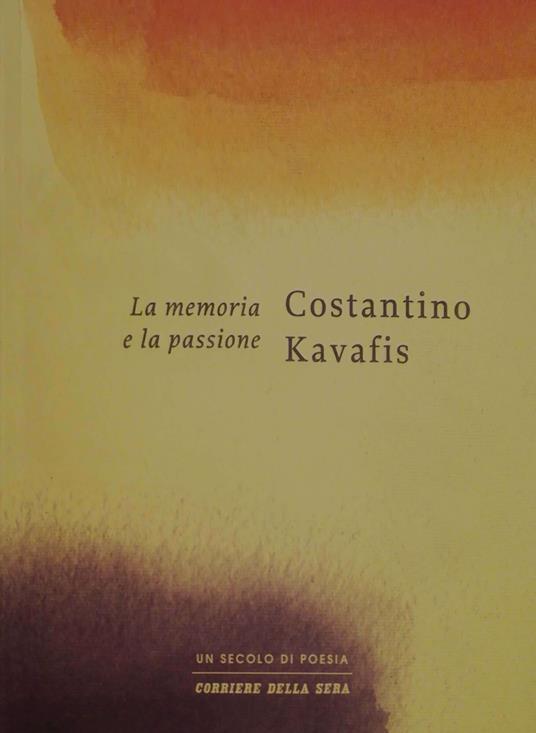 La memoria
e la passione
Costantino
Kavafis
UN SECOLO DI POESIA
CORRIERE DELLA SERA